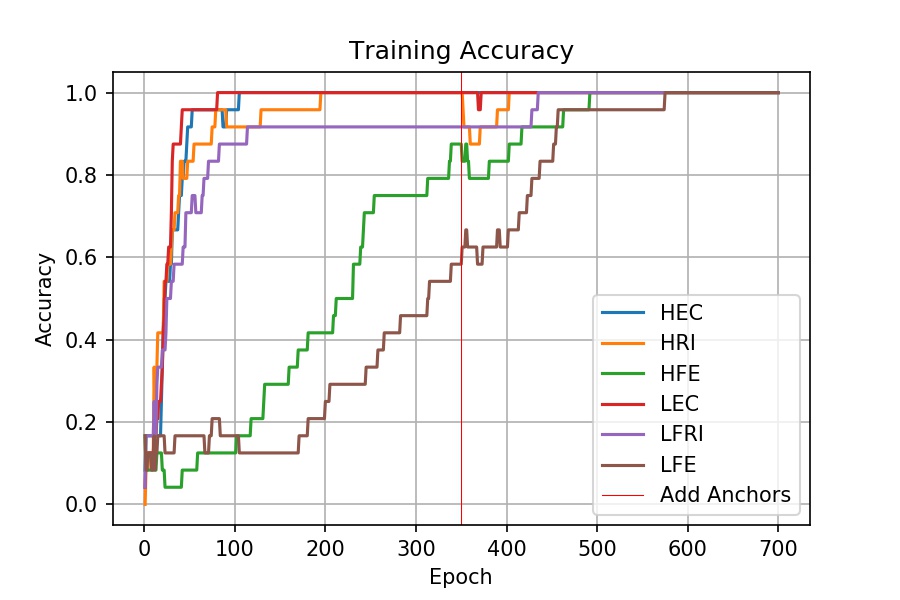 Training Accuracy
1.0
0.8
0.6
0.4
0.2
0.0
Accuracy
HEC
HRI
HFE
LEC
LFRI
LFE
Add Anchors
0 100 200 300 400 500 600 700
Epoch